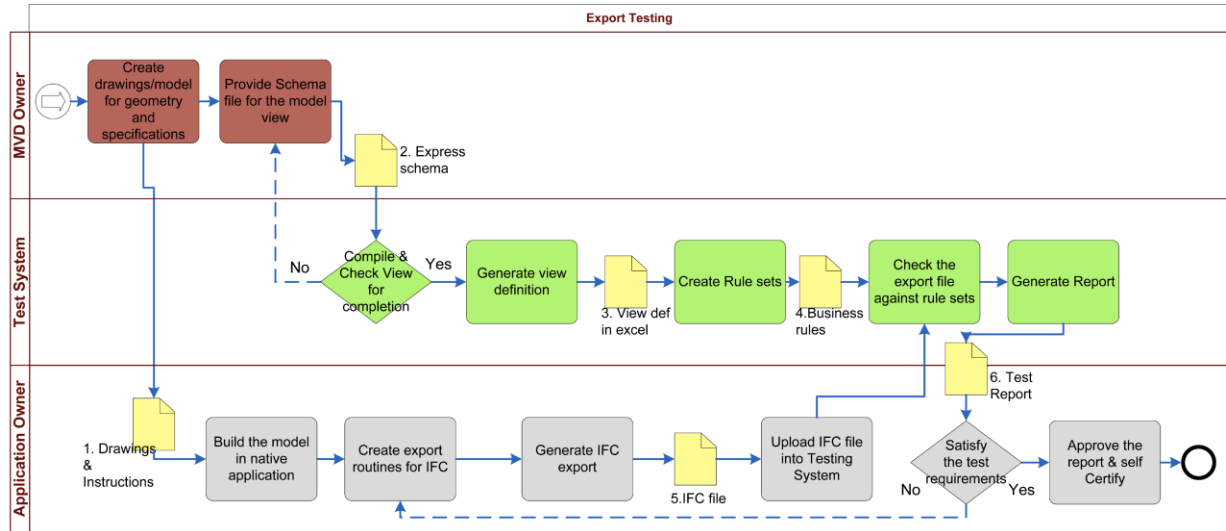 Export Testing
MVD Owner
Create
drawings/model
for geometry
and
specifications
Provide Schema
file for the model
view
2. Express
schema
Test System
Compile &
Check View
for
completion
No
Yes
Generate view
definition
3. View def
in excel
Create Rule sets
4.Business
rules
Check the
export file
against rule sets
Generate Report
Application Owner
1. Drawings
&
Instructions
Build the model
in native
application
Create export
routines for IFC
Generate IFC
export
5.IFC file
Upload IFC file
into Testing
System
6. Test
Report
Satisfy
the test
requirements
No
Yes
Approve the
report & self
Certify